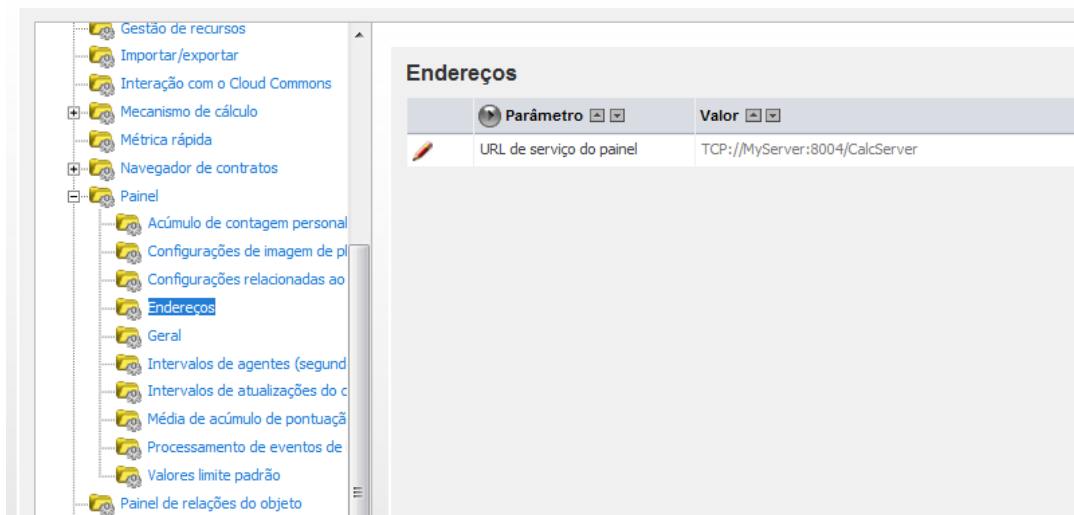 Gestão de recursos
Importar/exportar
Interação com o Cloud Commons
Mecanismo de cálculo
Métrica rápida
Navegador de contratos
Painel
Acúmulo de contagem personal
Configurações de imagem de pl
Configurações relacionadas ao
Endereços
Geral
Intervalos de agentes (segund
Intervalos de atualizações do c
Média de acúmulo de pontuaçã
Processamento de eventos de
Valores limite padrão
Painel de relações do objeto
Endereços
Parâmetro Valor
URL de serviço do painel TCP://MyServer:8004/CalcServer